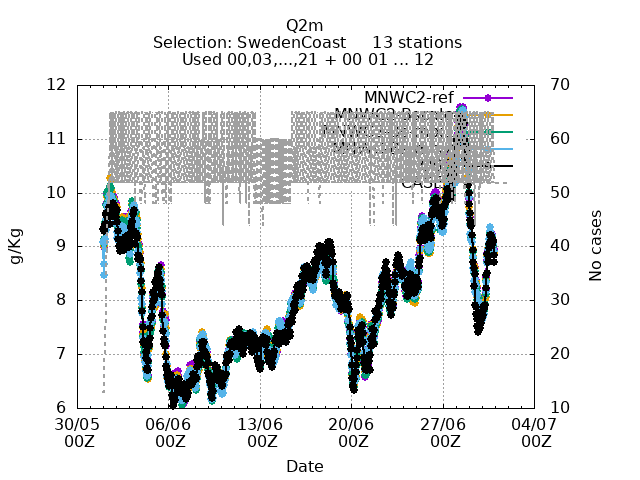 Q2m
Selection: SwedenCoast 13 stations
Used 00,03,...,21 + 00 01 ... 12
12
11
10
9
8
7
6
70
60
50
40
30
20
10
MNWC2-ref
g/Kg
No cases
30/05 06/06 13/06 20/06 27/06 04/07
00Z 00Z 00Z 00Z 00Z 00Z
Date